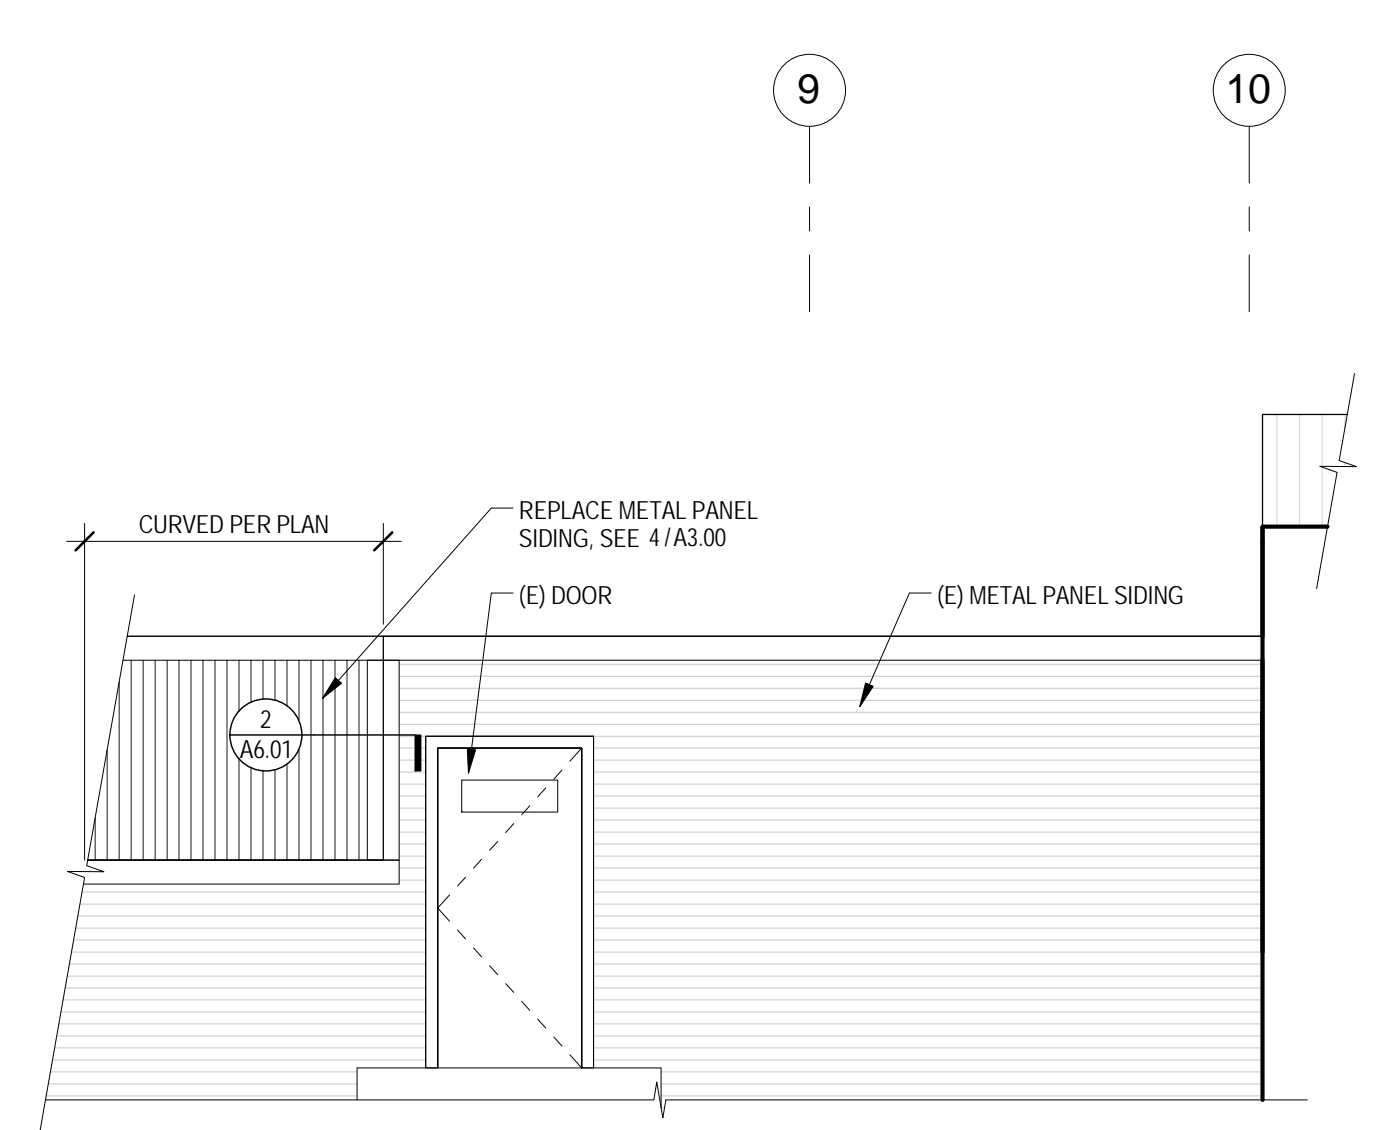 9
10
CURVED PER PLAN
REPLACE METAL PANEL
SIDING, SEE 4 / A3.00
(E) DOOR
(E) METAL PANEL SIDING
2
A6.01